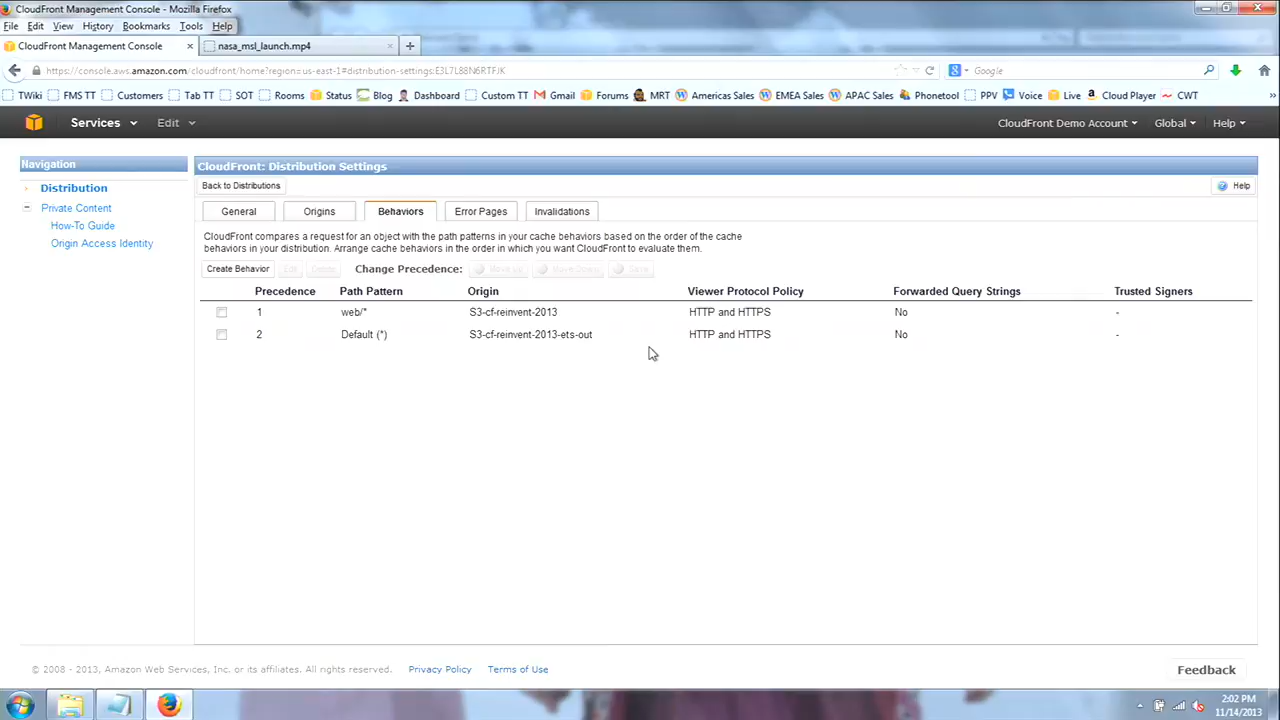 CloudFront Management Console - Mozilla Firefox
File Edit View History Bookmarks Tools Help
CloudFront Management Console × nasa_msl_launch.mp4 × +
https://console.aws.amazon.com/cloudfront/home?region=us-east-1#distribution-settings:E3L7L88N6RTFJK Google
TWiki FMS TT Customers Tab TT SOT Rooms Status Blog Dashboard Custom TT Gmail Forums MRT Americas Sales EMEA Sales APAC Sales Phonetool PPV Voice Live Cloud Player CWT »
Services Edit CloudFront Demo Account Global Help
Navigation
Distribution
Private Content
How-To Guide
Origin Access Identity
CloudFront: Distribution Settings
Back to Distributions Help
General Origins Behaviors Error Pages Invalidations
CloudFront compares a request for an object with the path patterns in your cache behaviors based on the order of the cache
behaviors in your distribution. Arrange cache behaviors in the order in which you want CloudFront to evaluate them.
Create Behavior Edit Delete Change Precedence: Move Up Move Down Save
Precedence Path Pattern Origin Viewer Protocol Policy Forwarded Query Strings Trusted Signers
1 web/* S3-cf-reinvent-2013 HTTP and HTTPS No -
2 Default (*) S3-cf-reinvent-2013-ets-out HTTP and HTTPS No -
© 2008 - 2013, Amazon Web Services, Inc. or its affiliates. All rights reserved. Privacy Policy Terms of Use Feedback
2:02 PM
11/14/2013